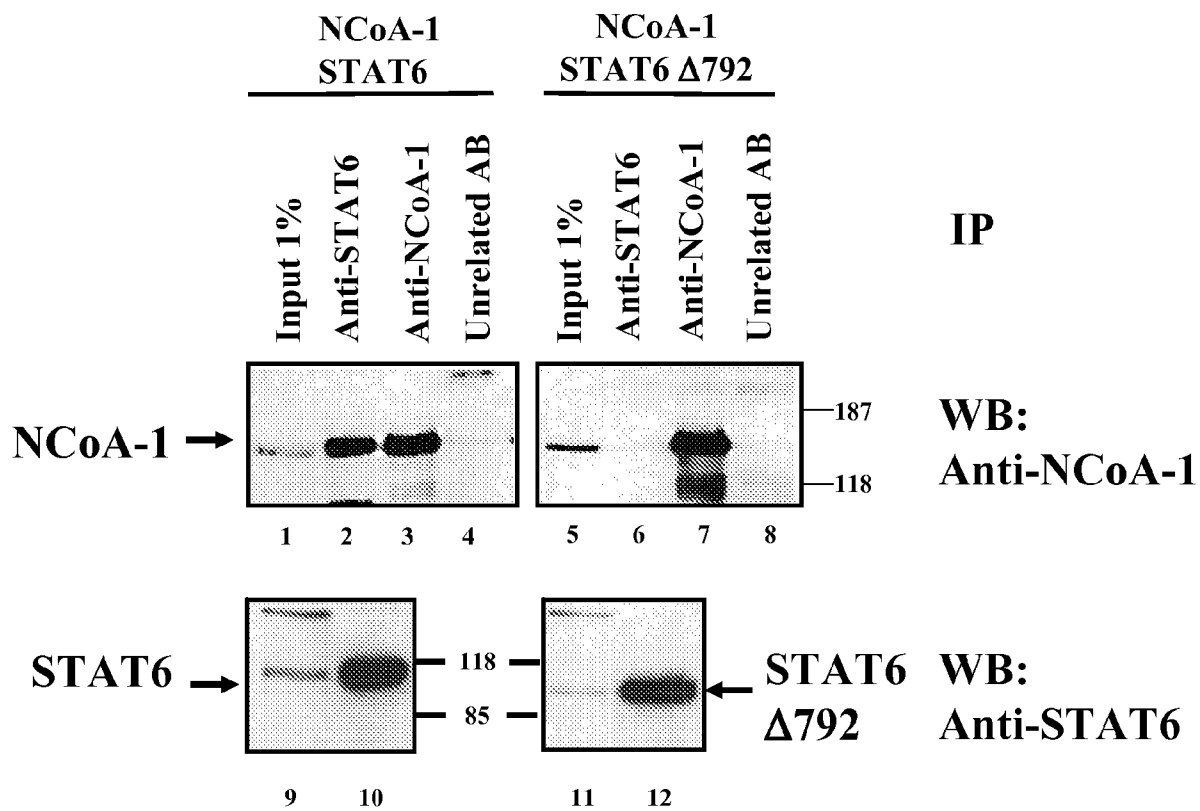 NCoA-1
STAT6
NCoA-1
STAT6 Δ792
Input 1%
Anti-STAT6
Anti-NCoA-1
Unrelated AB
Input 1%
Anti-STAT6
Anti-NCoA-1
Unrelated AB
IP
NCoA-1
187
118
WB:
Anti-NCoA-1
1 2 3 4 5 6 7 8
STAT6
118
85
STAT6
Δ792
WB:
Anti-STAT6
9 10 11 12